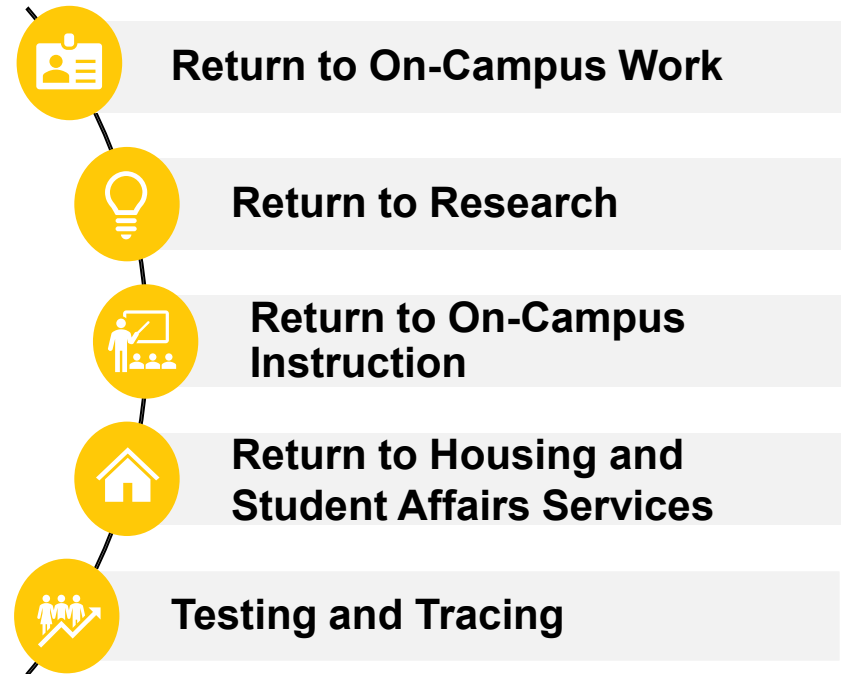 Return to On-Campus Work
Return to Research
Return to On-Campus
Instruction
Return to Housing and
Student Affairs Services
Testing and Tracing